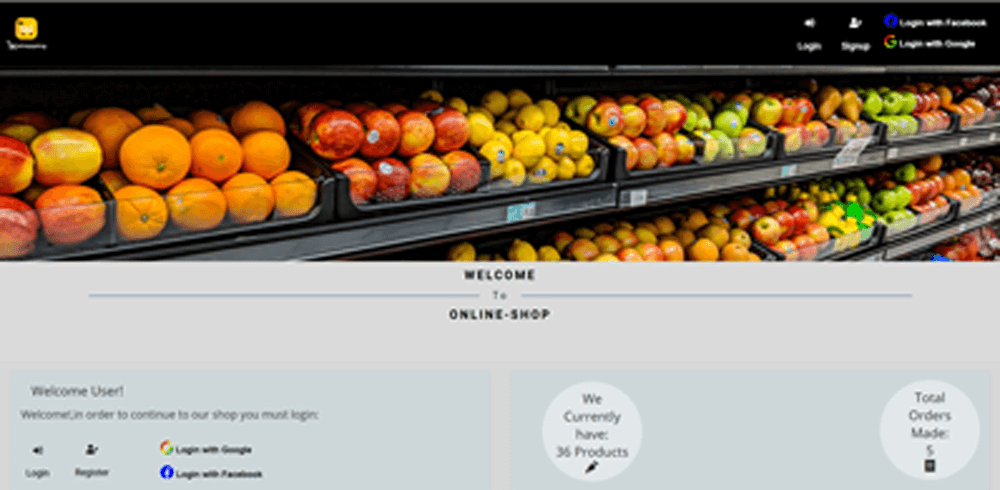 Login
Signup
Login with Facebook
Login with Google
WELCOME
To
ONLINE-SHOP
Welcome User!
Welcome!,in order to continue to our shop you must login:
Login
Register
Login with Google
Login with Facebook
We
Currently
have:
36 Products
Total
Orders
Made:
5